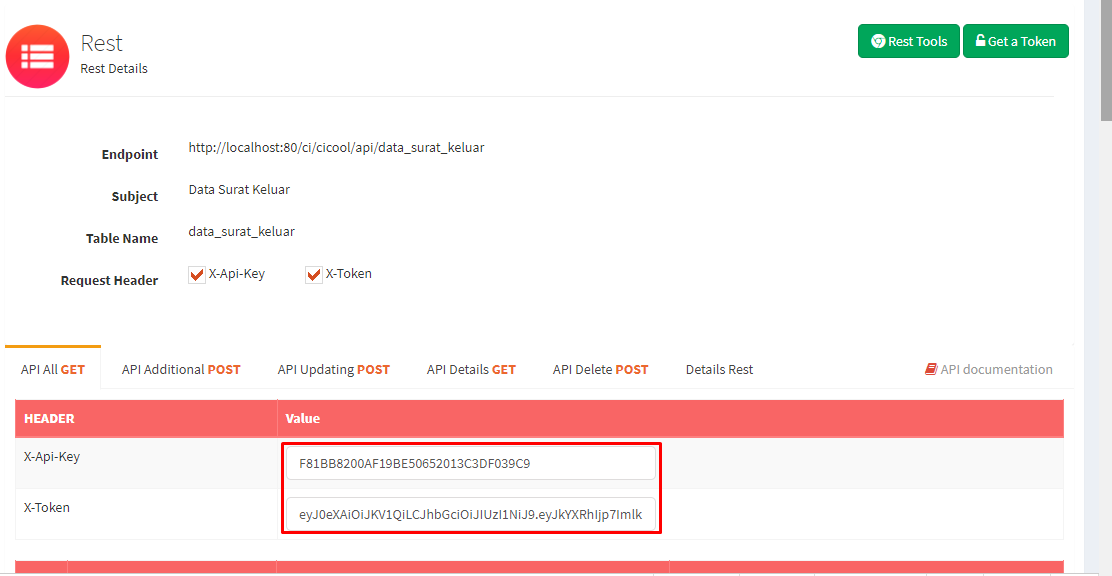 Rest
Rest Details
Rest Tools
Get a Token
Endpoint http://localhost:80/ci/cicool/api/data_surat_keluar
Subject Data Surat Keluar
Table Name data_surat_keluar
Request Header X-Api-Key X-Token
API All GET API Additional POST API Updating POST API Details GET API Delete POST Details Rest API documentation
HEADER Value
X-Api-Key F81BB8200AF19BE50652013C3DF039C9
X-Token eyJ0eXAiOiJKV1QiLCJhbGciOiJIUzI1NiJ9.eyJkYXRhIjp7Imlk